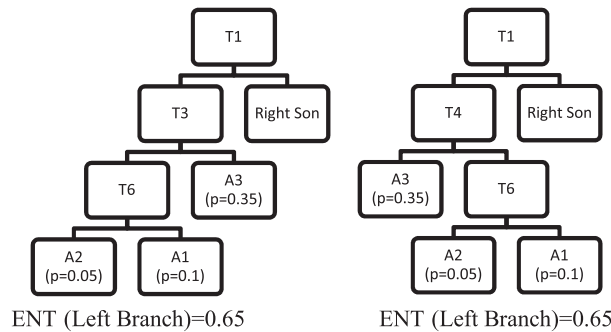 T1
T3
Right Son
T6
A3
(p=0.35)
A2
(p=0.05)
A1
(p=0.1)
ENT (Left Branch)=0.65
T1
T4
Right Son
A3
(p=0.35)
T6
A2
(p=0.05)
A1
(p=0.1)
ENT (Left Branch)=0.65